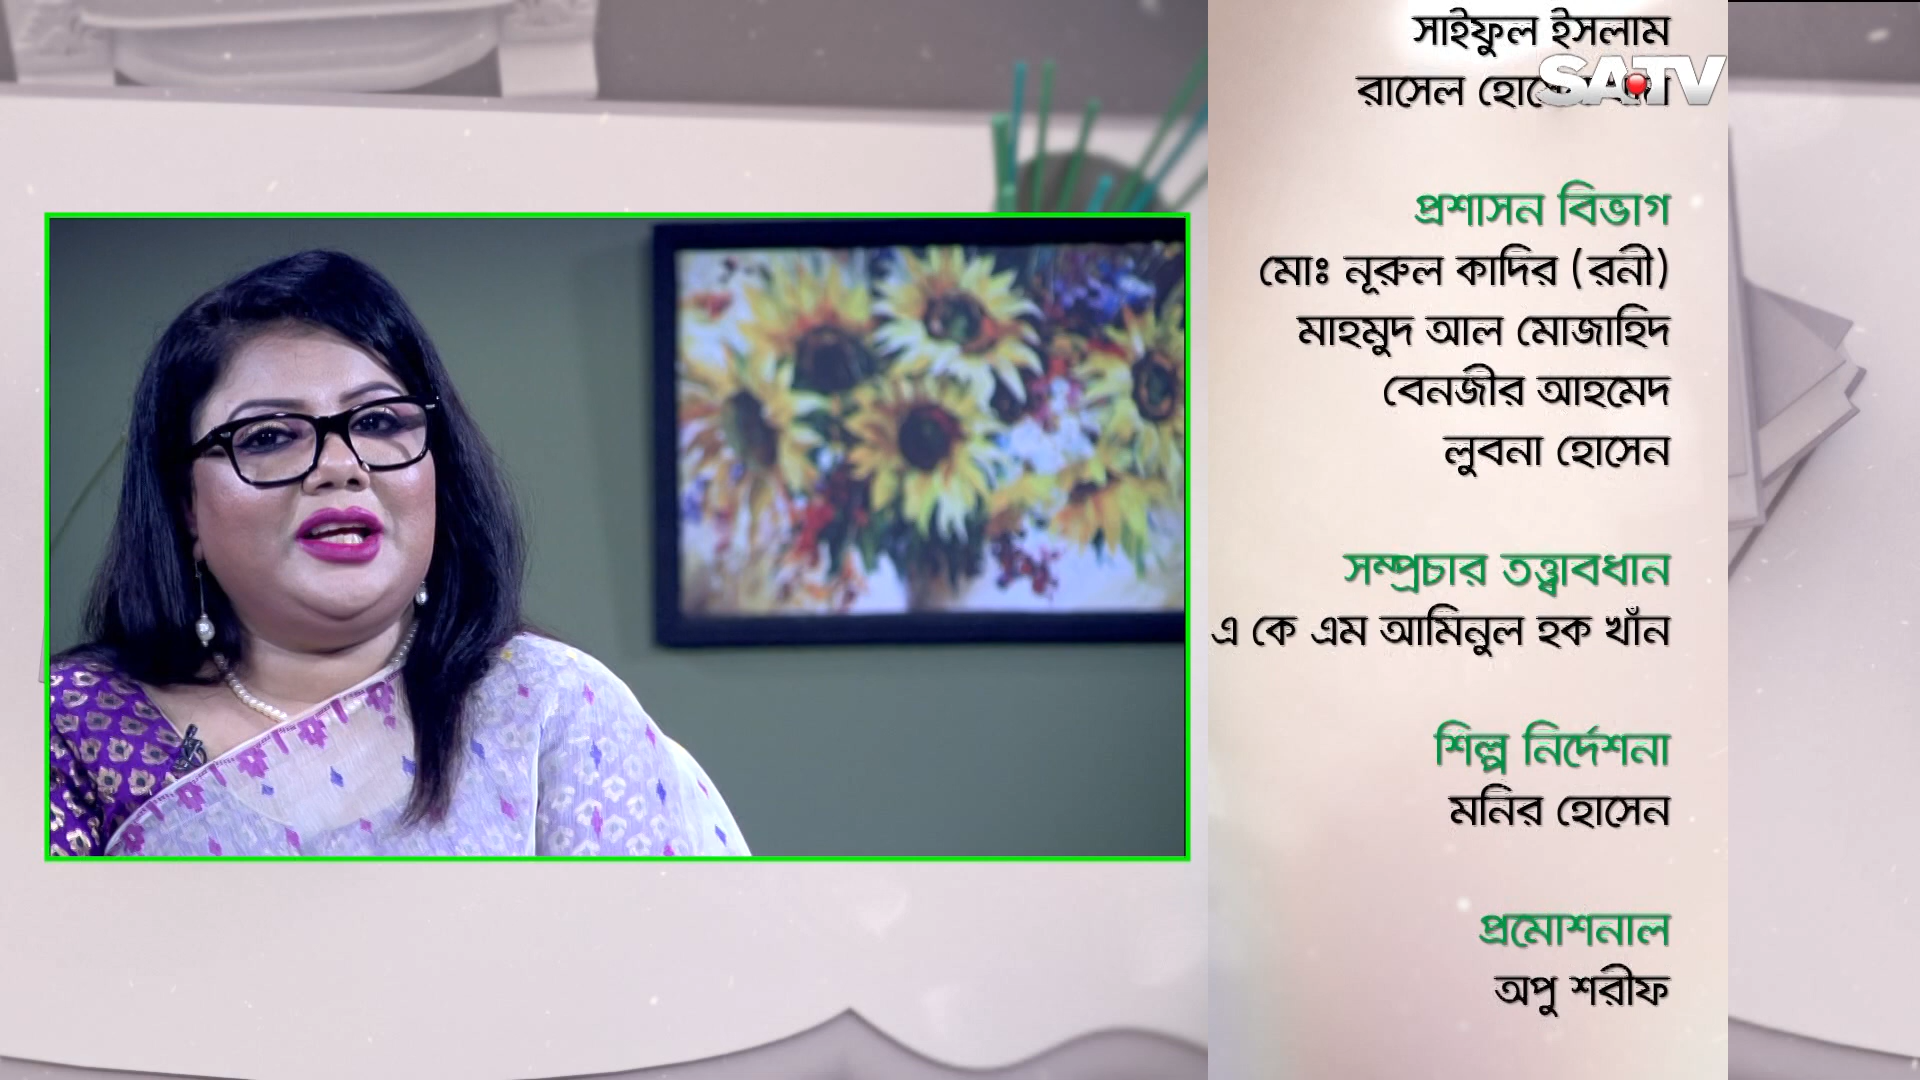 সাইফুল ইসলাম
রাসেল
SATV
প্রশাসন বিভাগ
মোঃ নূরুল কাদির (রনী)
মাহমুদ আল মোজাহিদ
বেনজীর আহমেদ
লুবনা হোসেন
সম্প্রচার তত্ত্বাবধান
এ কে এম আমিনুল হক খাঁন
শিল্প নির্দেশনা
মনির হোসেন
প্রমোশনাল
অপু শরীফ